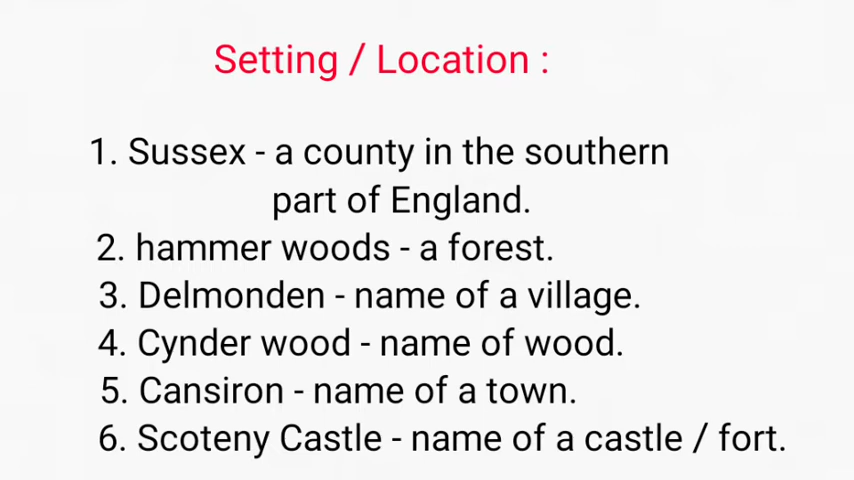 Setting / Location :
1. Sussex - a county in the southern
part of England.
2. hammer woods - a forest.
3. Delmonden - name of a village.
4. Cynder wood - name of wood.
5. Cansiron - name of a town.
6. Scoteny Castle - name of a castle / fort.